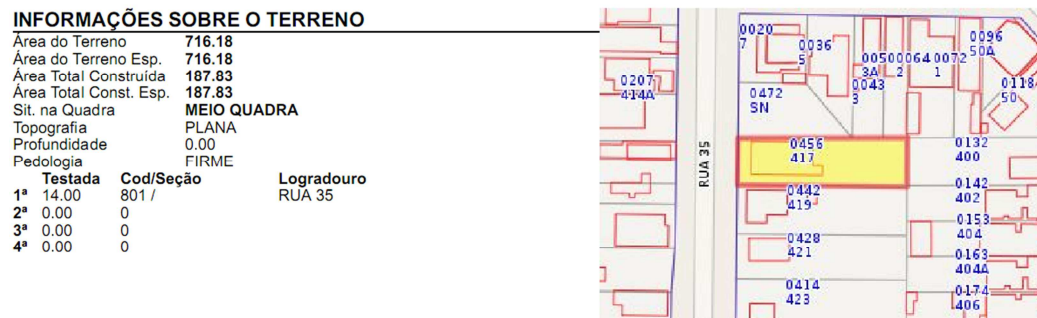 INFORMAÇÕES SOBRE O TERRENO
Área do Terreno 716.18
Área do Terreno Esp. 716.18
Área Total Construída 187.83
Área Total Const. Esp. 187.83
Sit. na Quadra MEIO QUADRA
Topografia PLANA
Profundidade 0.00
Pedologia FIRME
Testada Cod/Seção Logradouro
1ª 14.00 801 / RUA 35
2ª 0.00 0
3ª 0.00 0
4ª 0.00 0
0020
7
0036
5
0050
3A
0064
2
0072
1
0096
50A
0207
414A
0472
SN
0043
3
0118
50
RUA 35
0456
417
0132
400
0442
419
0142
402
0428
421
0153
404
0163
404A
0414
423
0174
406